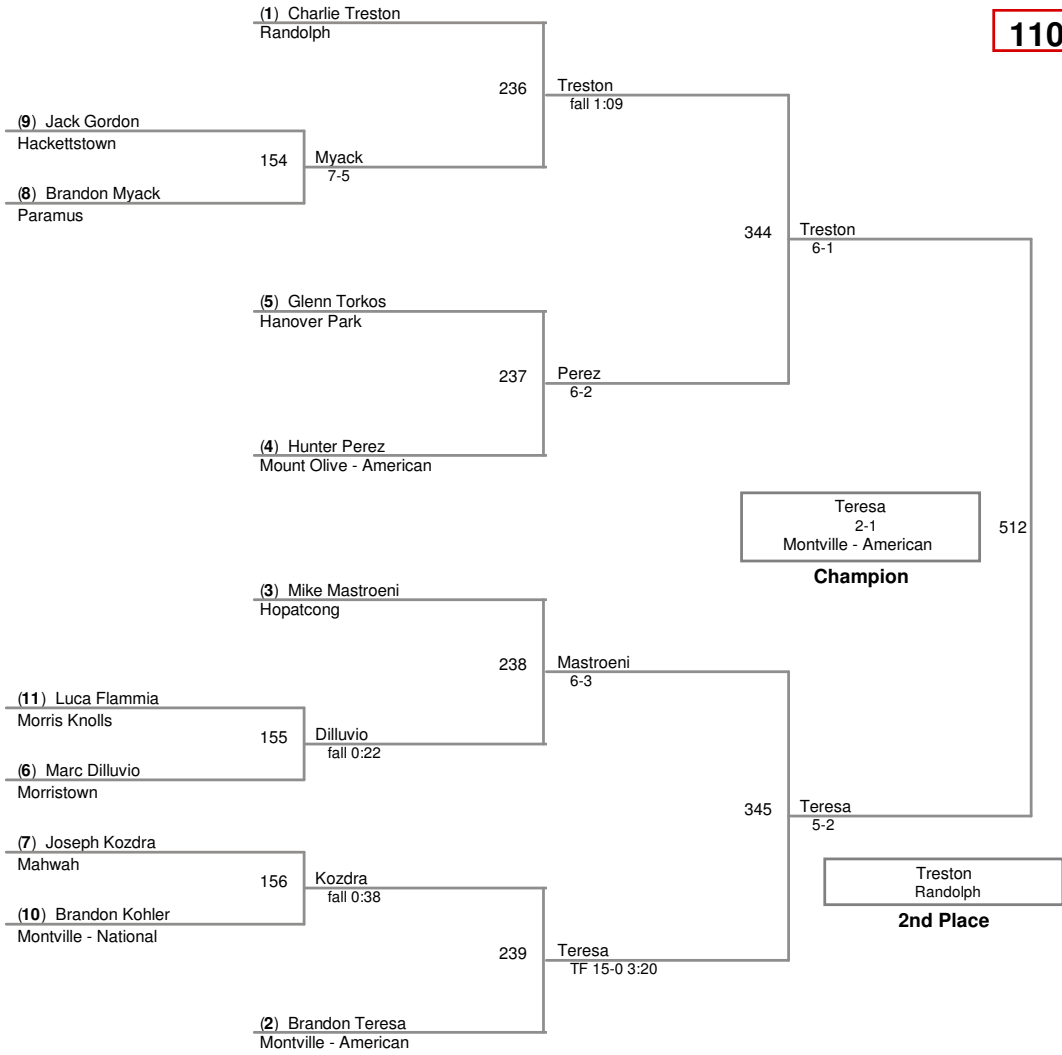 (1) Charlie Treston
Randolph
110
236
Treston
fall 1:09
(9) Jack Gordon
Hackettstown
154
Myack
7-5
(8) Brandon Myack
Paramus
344
Treston
6-1
(5) Glenn Torkos
Hanover Park
237
Perez
6-2
(4) Hunter Perez
Mount Olive - American
Teresa
2-1
Montville - American
Champion
512
(3) Mike Mastroeni
Hopatcong
238
Mastroeni
6-3
(11) Luca Flammia
Morris Knolls
155
Dilluvio
fall 0:22
(6) Marc Dilluvio
Morristown
345
Teresa
5-2
(7) Joseph Kozdra
Mahwah
156
Kozdra
fall 0:38
(10) Brandon Kohler
Montville - National
Treston
Randolph
2nd Place
239
Teresa
TF 15-0 3:20
(2) Brandon Teresa
Montville - American